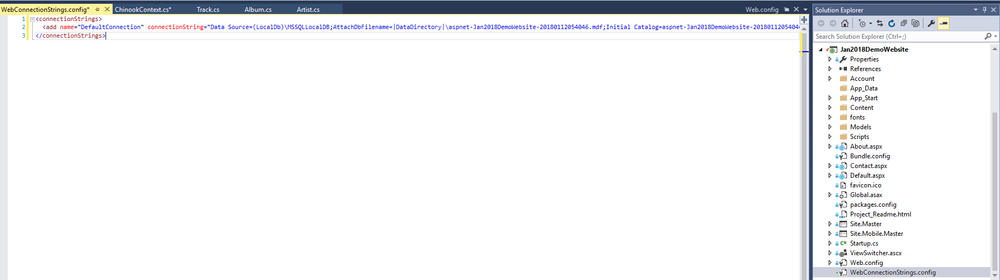 WebConnectionStrings.config* ChinookContext.cs* Track.cs Album.cs Artist.cs Web.config
1 <connectionStrings>
2 <add name="DefaultConnection" connectionString="Data Source=(LocalDb)\MSSQLLocalDB;AttachDbFilename=|DataDirectory|\aspnet-Jan2018DemoWebsite-20180112054046.mdf;Initial Catalog=aspnet-Jan2018DemoWebsite-20180112054046
3 </connectionStrings>
Solution Explorer
Search Solution Explorer (Ctrl+;)
Jan2018DemoWebsite
Properties
References
Account
App_Data
App_Start
Content
fonts
Models
Scripts
About.aspx
Bundle.config
Contact.aspx
Default.aspx
favicon.ico
Global.asax
packages.config
Project_Readme.html
Site.Master
Site.Mobile.Master
C# Startup.cs
ViewSwitcher.ascx
Web.config
WebConnectionStrings.config